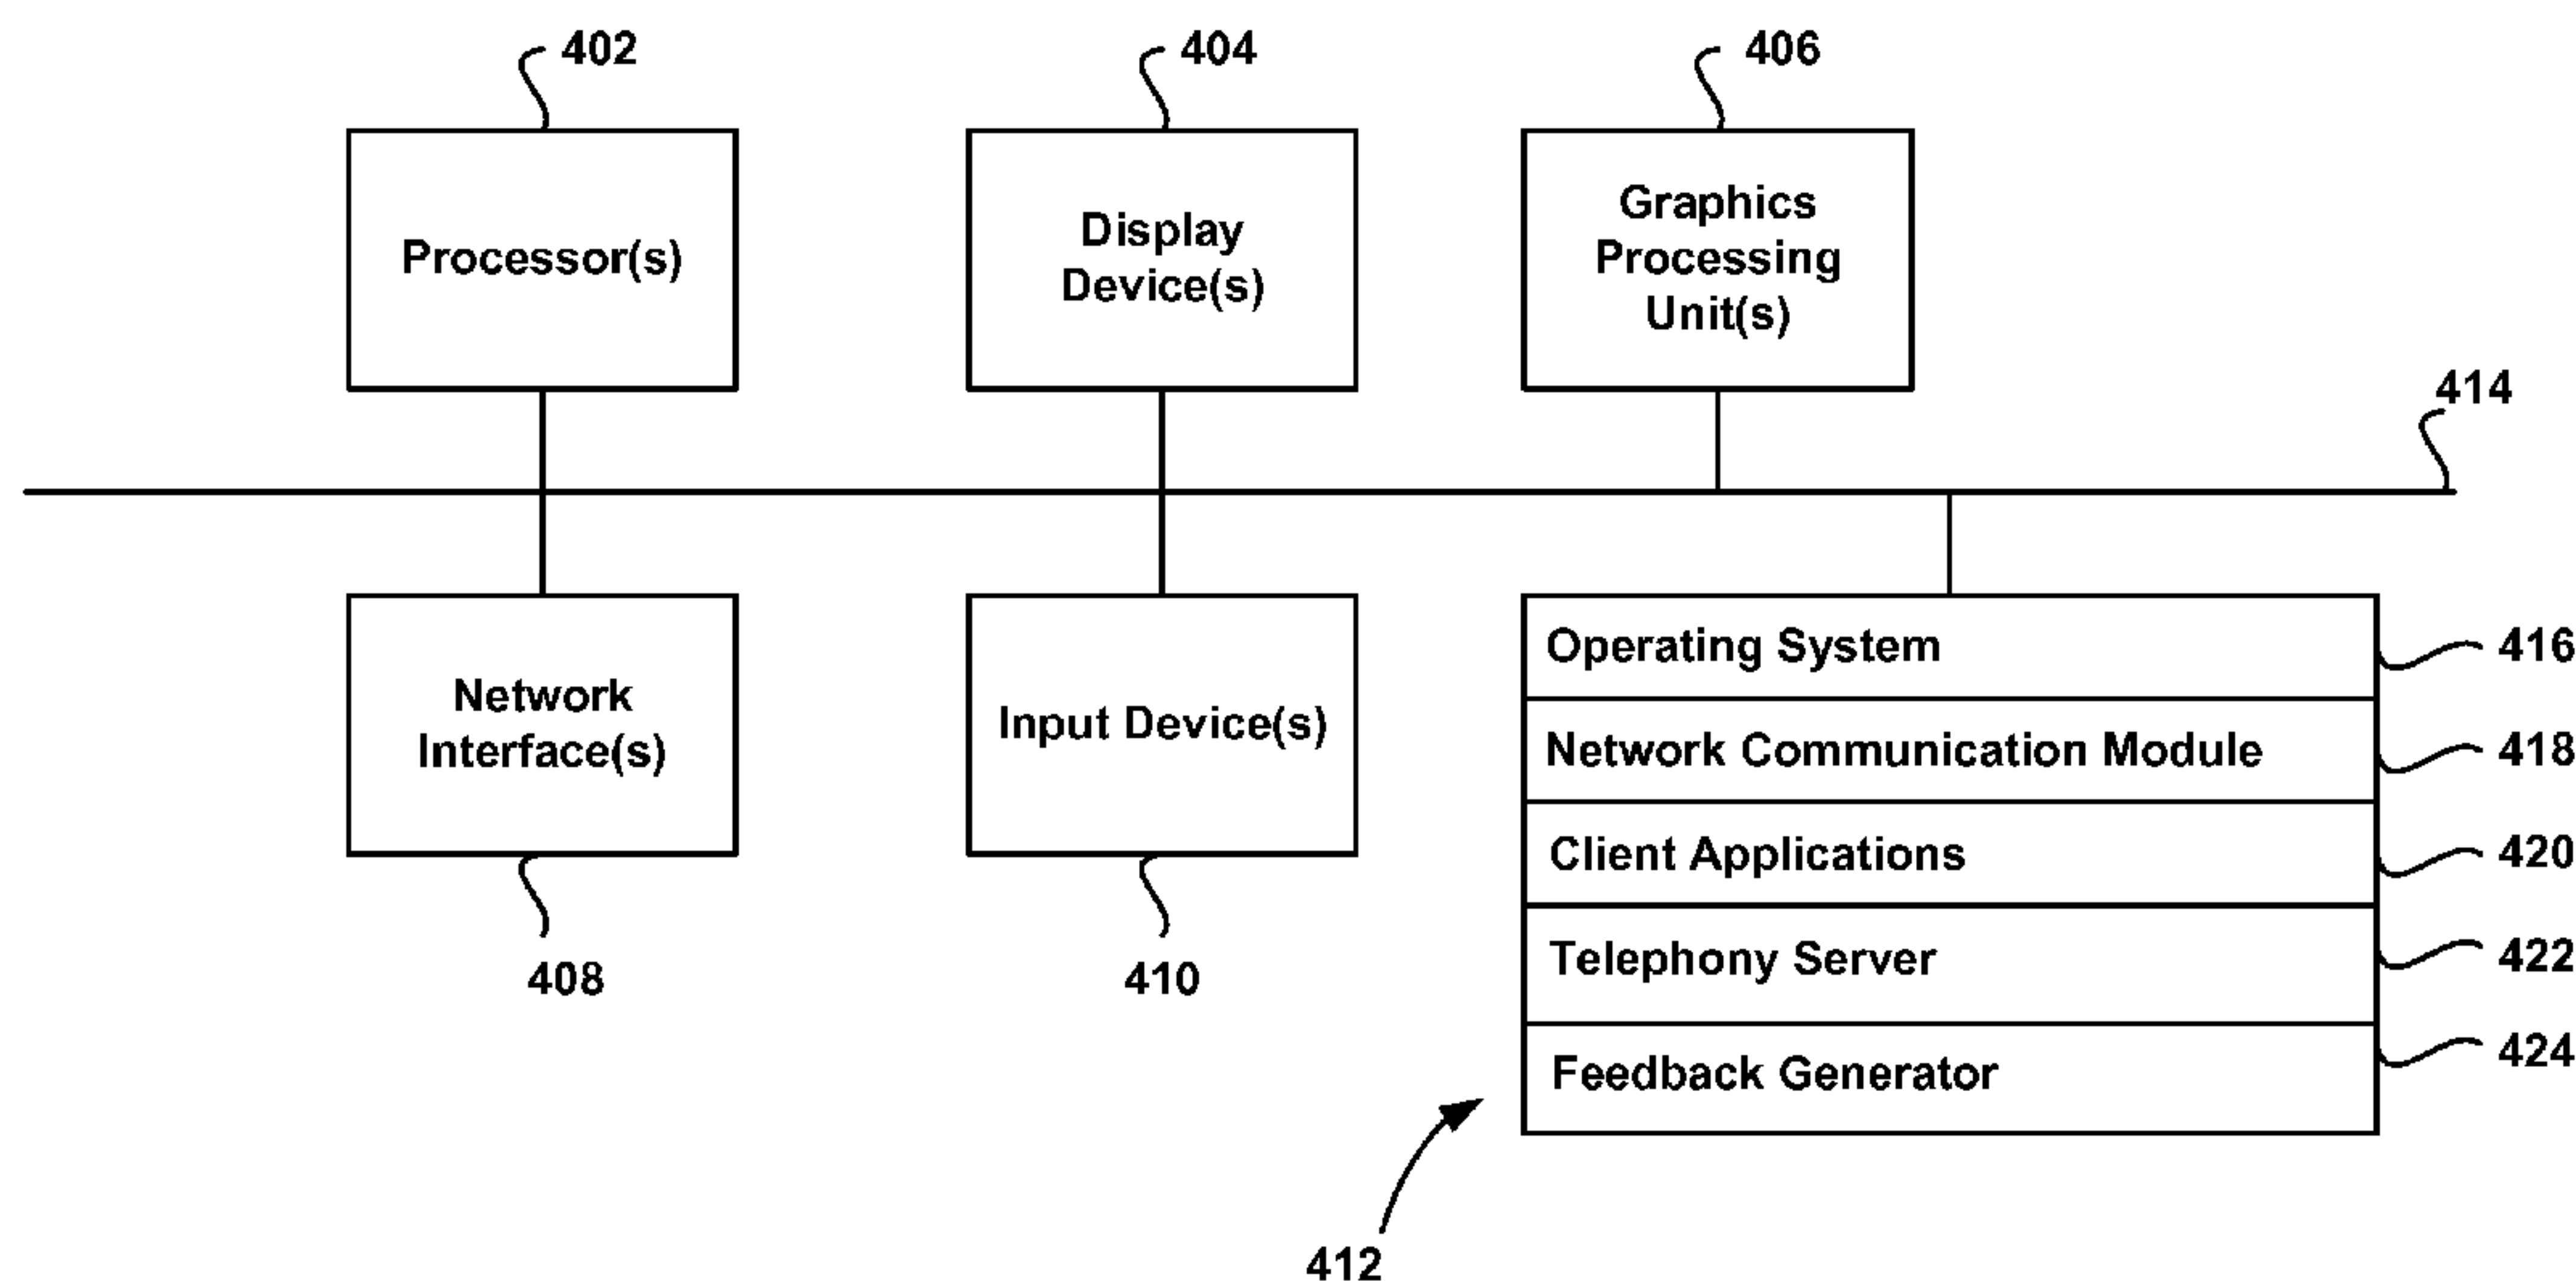 402
404
406
Processor(s)
Display
Device(s)
Graphics
Processing
Unit(s)
414
Network
Interface(s)
Input Device(s)
Operating System
416
Network Communication Module
418
Client Applications
420
Telephony Server
422
Feedback Generator
424
408
410
412